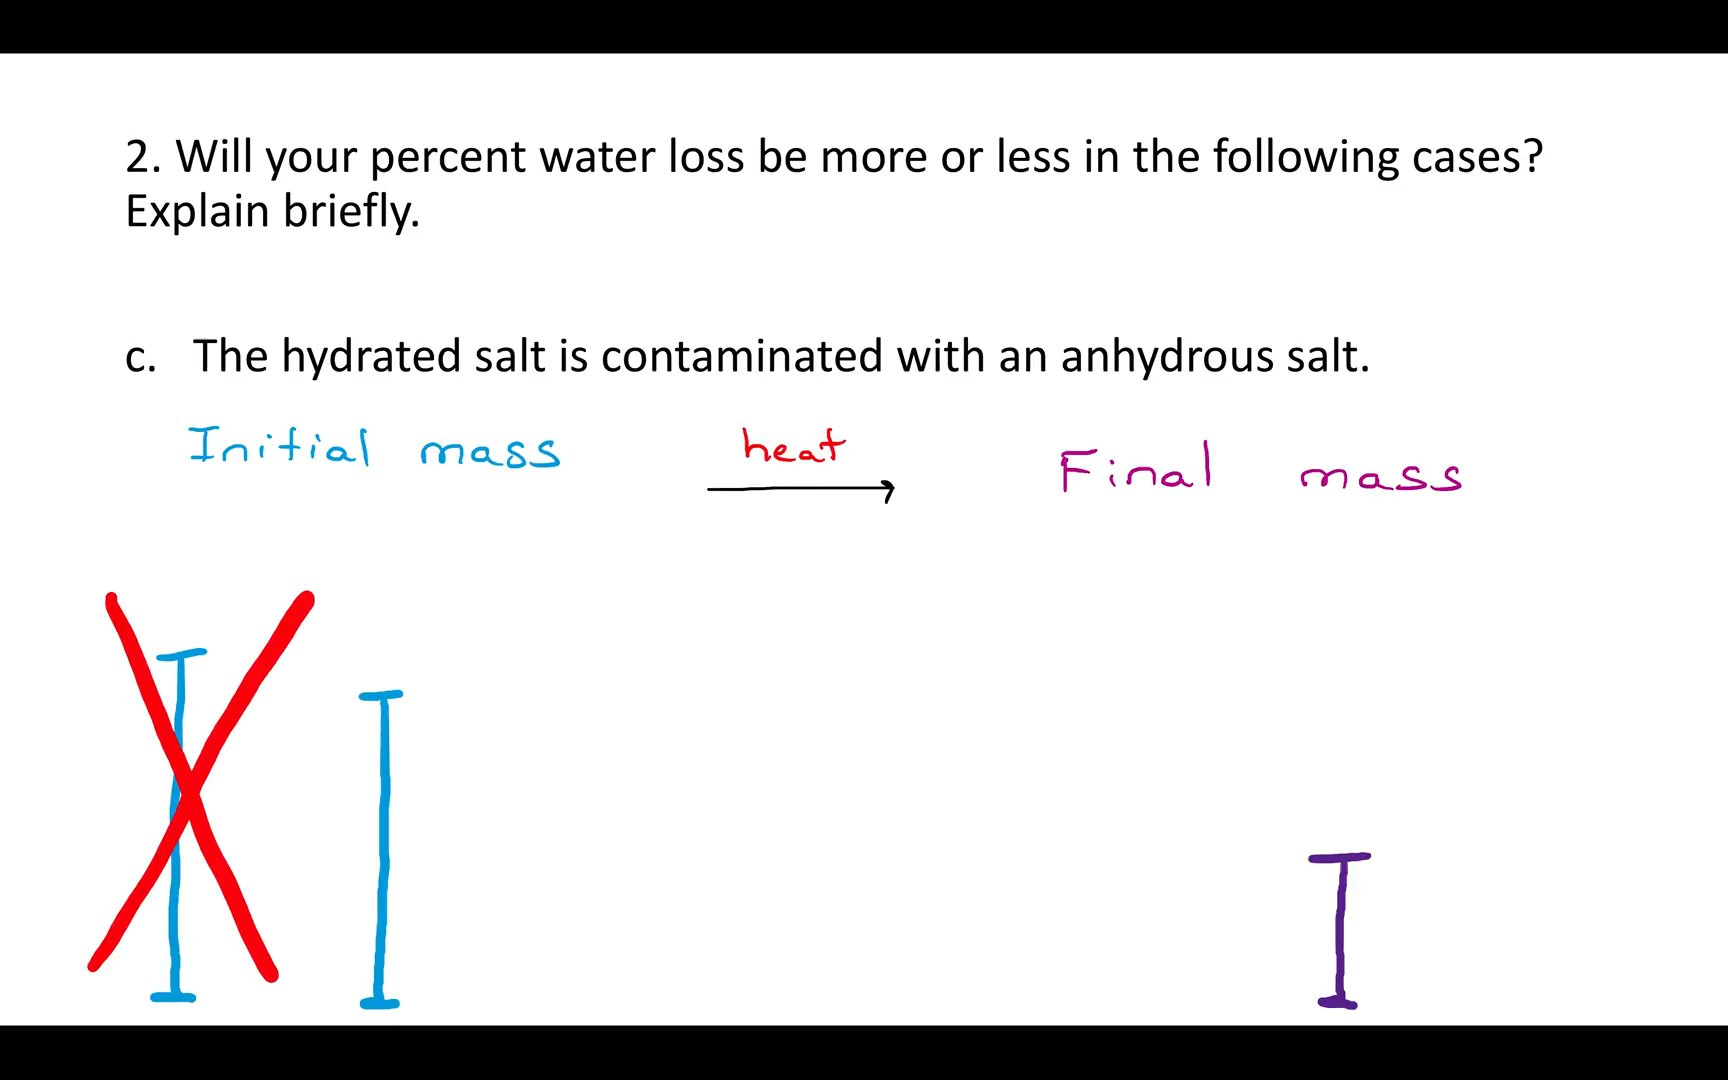 2. Will your percent water loss be more or less in the following cases?
Explain briefly.
c. The hydrated salt is contaminated with an anhydrous salt.
Initial mass heat Final mass